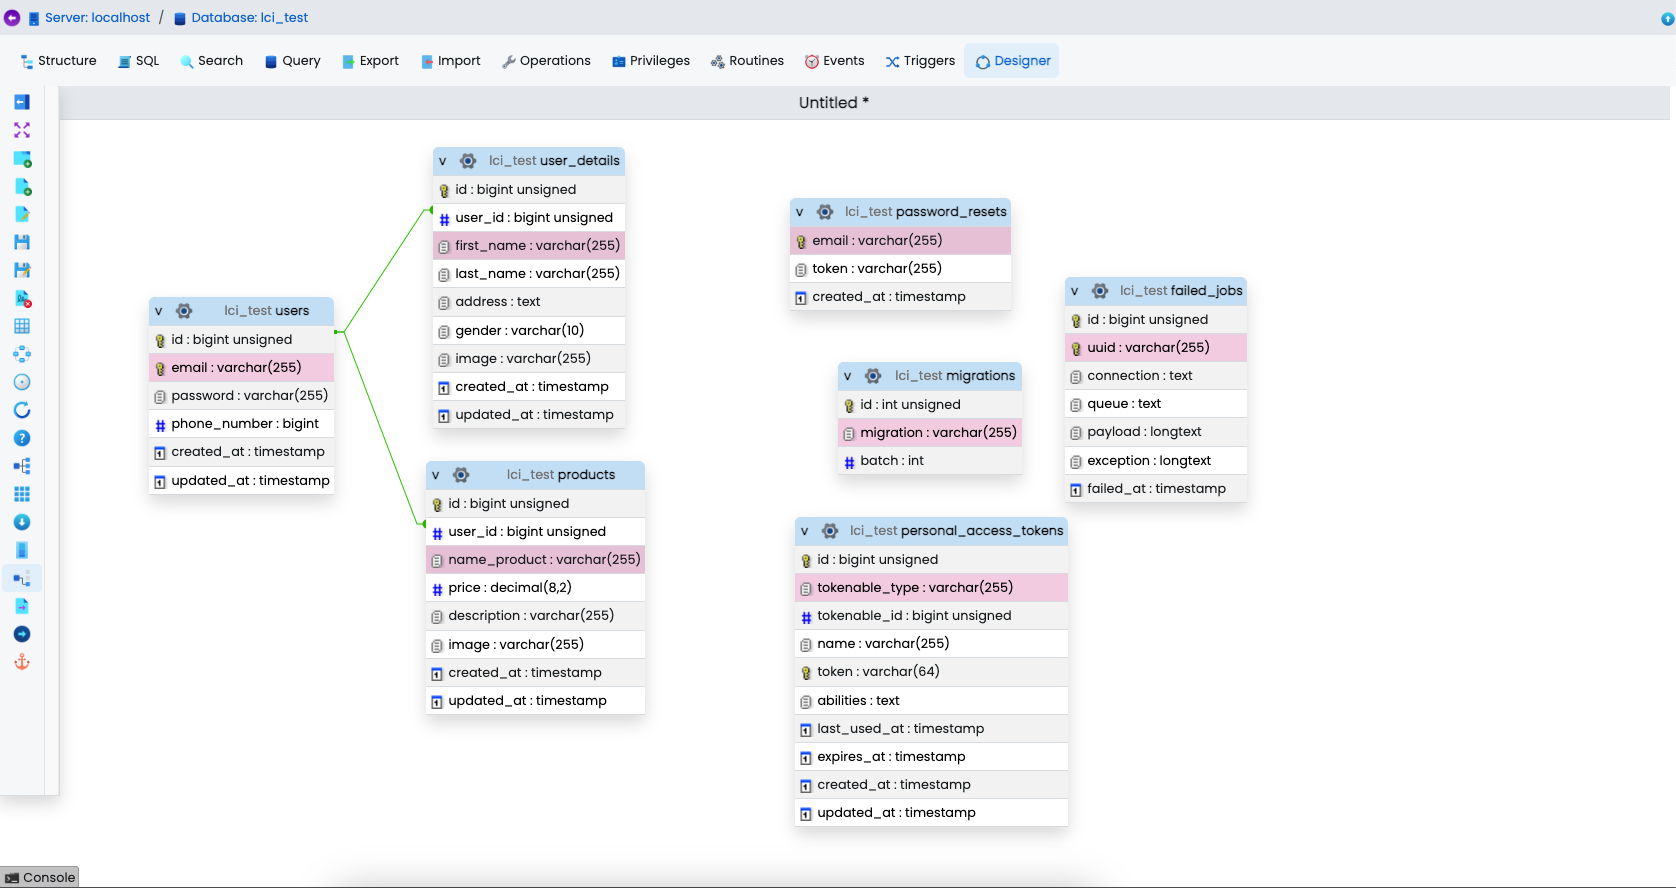 Server: localhost / Database: lci_test
Structure SQL Search Query Export Import Operations Privileges Routines Events Triggers Designer
Untitled *
v lci_test users
id : bigint unsigned
email : varchar(255)
password : varchar(255)
phone_number : bigint
created_at : timestamp
updated_at : timestamp
v lci_test user_details
id : bigint unsigned
user_id : bigint unsigned
first_name : varchar(255)
last_name : varchar(255)
address : text
gender : varchar(10)
image : varchar(255)
created_at : timestamp
updated_at : timestamp
v lci_test products
id : bigint unsigned
user_id : bigint unsigned
name_product : varchar(255)
price : decimal(8,2)
description : varchar(255)
image : varchar(255)
created_at : timestamp
updated_at : timestamp
v lci_test password_resets
email : varchar(255)
token : varchar(255)
created_at : timestamp
v lci_test migrations
id : int unsigned
migration : varchar(255)
batch : int
v lci_test failed_jobs
id : bigint unsigned
uuid : varchar(255)
connection : text
queue : text
payload : longtext
exception : longtext
failed_at : timestamp
v lci_test personal_access_tokens
id : bigint unsigned
tokenable_type : varchar(255)
tokenable_id : bigint unsigned
name : varchar(255)
token : varchar(64)
abilities : text
last_used_at : timestamp
expires_at : timestamp
created_at : timestamp
updated_at : timestamp
Console